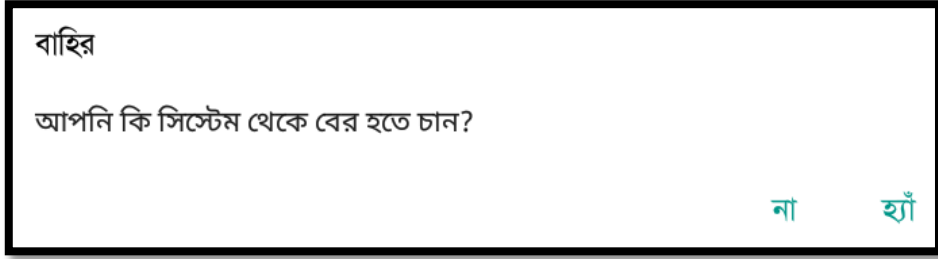 বাহির
আপনি কি সিস্টেম থেকে বের হতে চান?
না হ্যাঁ